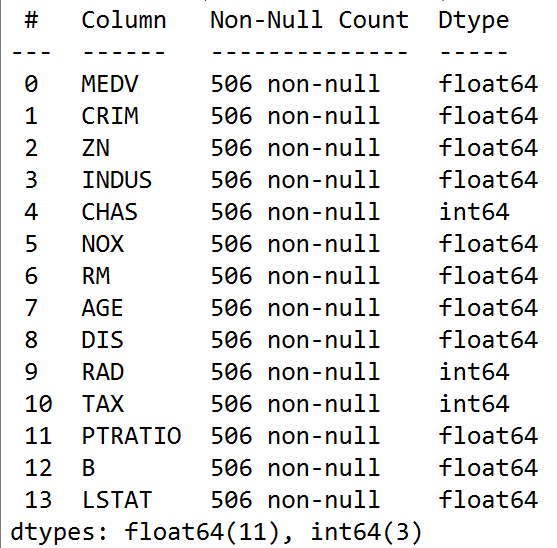 #   Column   Non-Null Count  Dtype
---  ------   --------------  -----
0   MEDV     506 non-null    float64
1   CRIM     506 non-null    float64
2   ZN       506 non-null    float64
3   INDUS    506 non-null    float64
4   CHAS     506 non-null    int64
5   NOX      506 non-null    float64
6   RM       506 non-null    float64
7   AGE      506 non-null    float64
8   DIS      506 non-null    float64
9   RAD      506 non-null    int64
10  TAX      506 non-null    int64
11  PTRATIO  506 non-null    float64
12  B        506 non-null    float64
13  LSTAT    506 non-null    float64
dtypes: float64(11), int64(3)